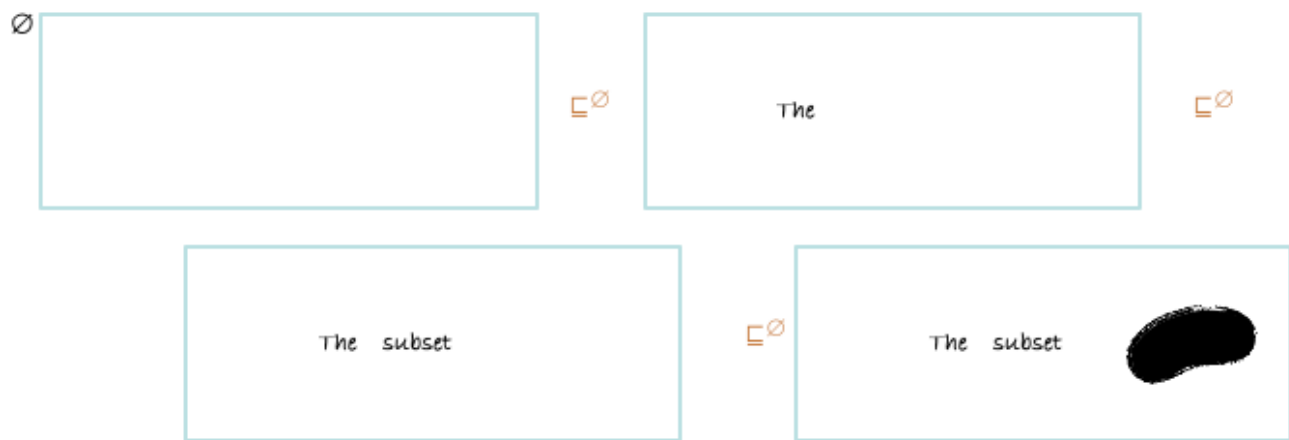 ∅
⊑∅ The ⊑∅
The subset ⊑∅ The subset